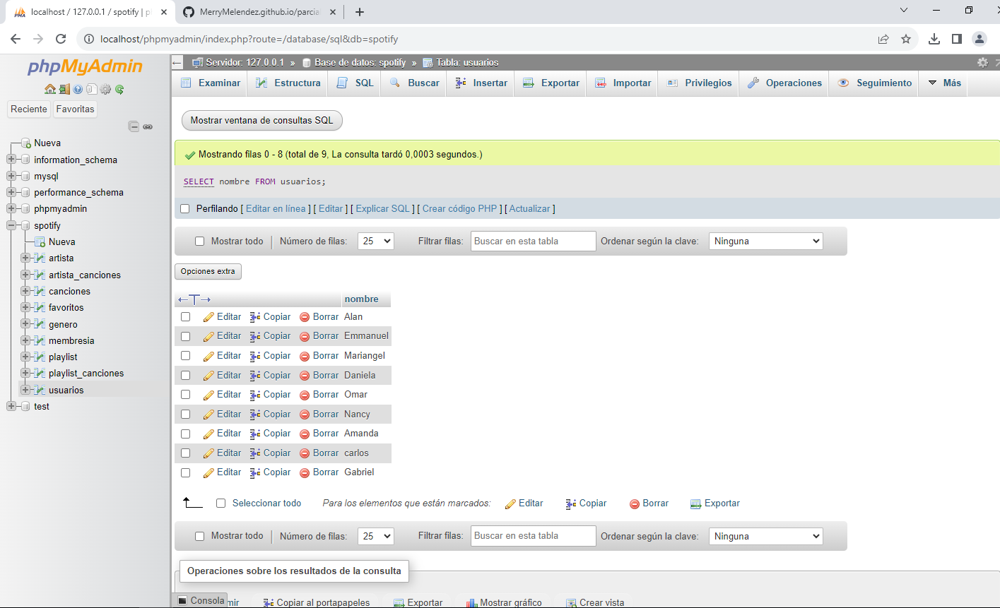 localhost / 127.0.0.1 / spotify | p
MerryMelendez.github.io/parcia
localhost/phpmyadmin/index.php?route=/database/sql&db=spotify
phpMyAdmin
Reciente Favoritas
Nueva
information_schema
mysql
performance_schema
phpmyadmin
spotify
Nueva
artista
artista_canciones
canciones
favoritos
genero
membresia
playlist
playlist_canciones
usuarios
test
Servidor: 127.0.0.1 » Base de datos: spotify » Tabla: usuarios
Examinar Estructura SQL Buscar Insertar Exportar Importar Privilegios Operaciones Seguimiento Más
Mostrar ventana de consultas SQL
Mostrando filas 0 - 8 (total de 9, La consulta tardó 0,0003 segundos.)
SELECT nombre FROM usuarios;
Perfilando [ Editar en línea ] [ Editar ] [ Explicar SQL ] [ Crear código PHP ] [ Actualizar ]
Mostrar todo Número de filas: 25 Filtrar filas: Buscar en esta tabla Ordenar según la clave: Ninguna
Opciones extra
nombre
Editar Copiar Borrar Alan
Editar Copiar Borrar Emmanuel
Editar Copiar Borrar Mariangel
Editar Copiar Borrar Daniela
Editar Copiar Borrar Omar
Editar Copiar Borrar Nancy
Editar Copiar Borrar Amanda
Editar Copiar Borrar carlos
Editar Copiar Borrar Gabriel
Seleccionar todo Para los elementos que están marcados: Editar Copiar Borrar Exportar
Mostrar todo Número de filas: 25 Filtrar filas: Buscar en esta tabla Ordenar según la clave: Ninguna
Operaciones sobre los resultados de la consulta
Consola mir Copiar al portapapeles Exportar Mostrar gráfico Crear vista